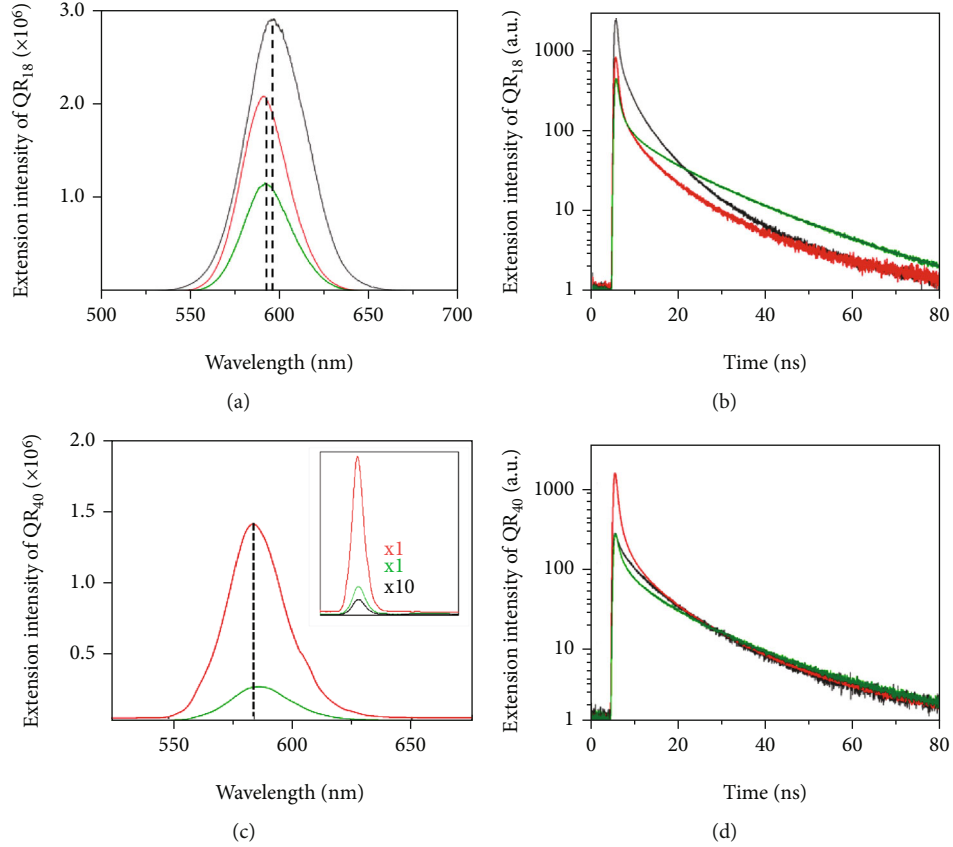 Extension intensity of QR₁₈ (×10⁶)
3.0
2.0
1.0
500 550 600 650 700
Wavelength (nm)
(a)
Extension intensity of QR₁₈ (a.u.)
1000
100
10
1
0 20 40 60 80
Time (ns)
(b)
Extension intensity of QR₄₀ (×10⁶)
2.0
1.5
1.0
0.5
x1
x1
x10
550 600 650
Wavelength (nm)
(c)
Extension intensity of QR₄₀ (a.u.)
1000
100
10
1
0 20 40 60 80
Time (ns)
(d)